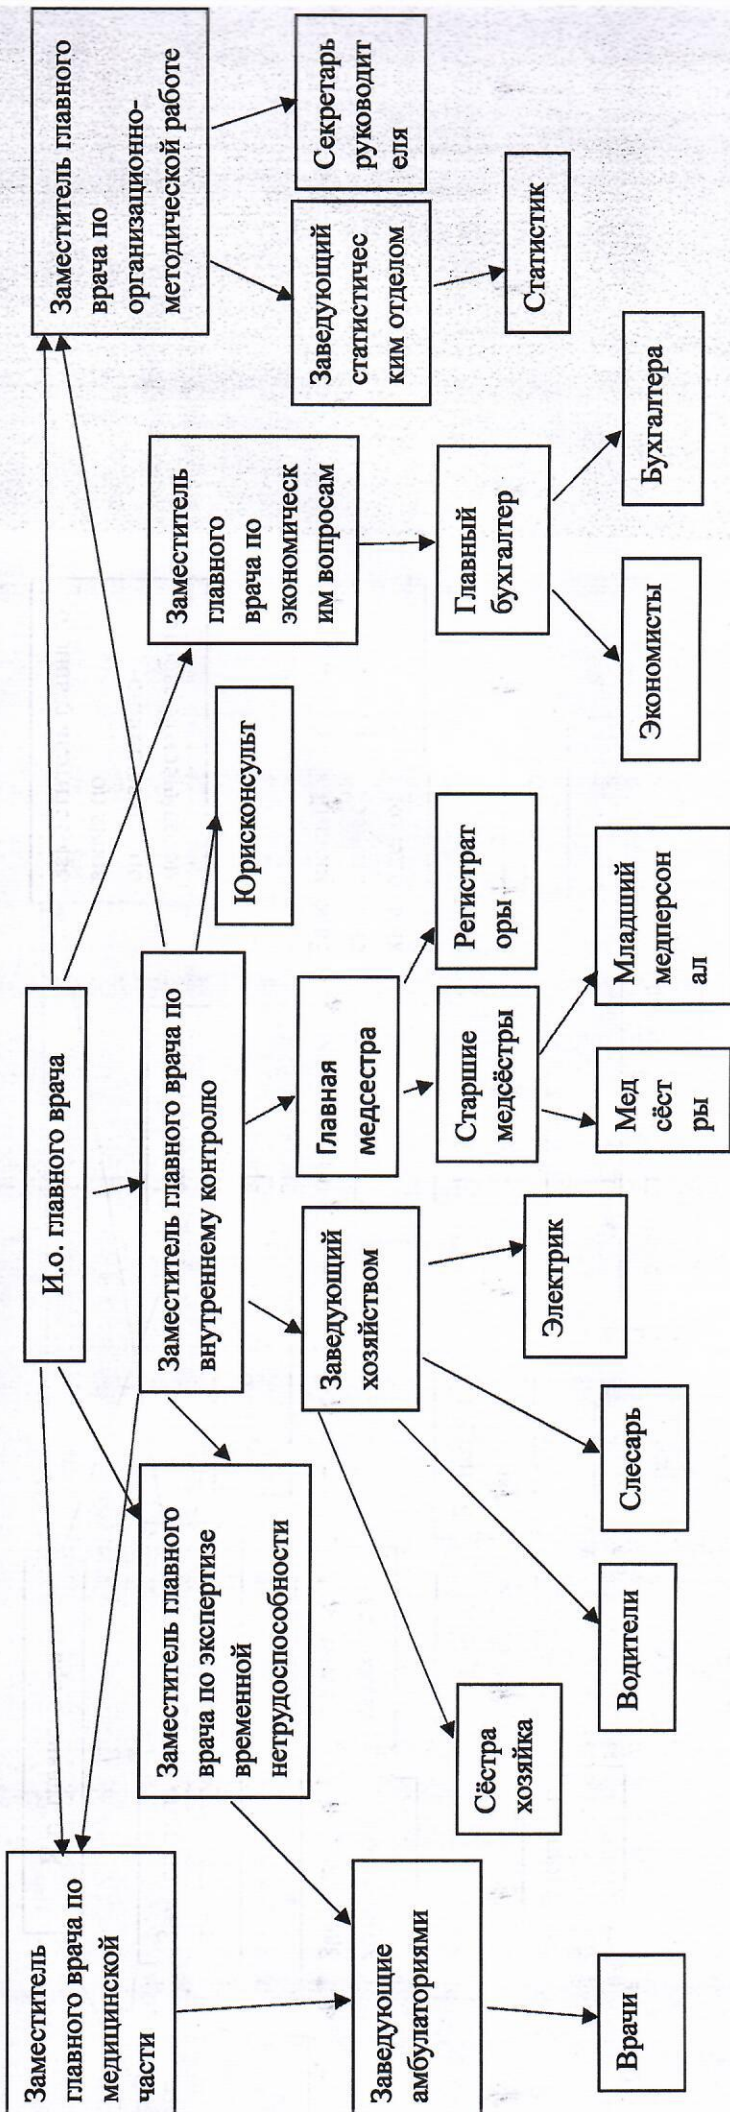 И.о. главного врача
Заместитель
главного врача по
медицинской
части
Заместитель главного врача по
внутреннему контролю
Заместитель главного
врача по
организационно-
методической работе
Заместитель главного
врача по экспертизе
временной
нетрудоспособности
Юрисконсульт
Заместитель
главного
врача по
экономическ
им вопросам
Заведующие
амбулаториями
Заведующий
хозяйством
Главная
медсестра
Заведующий
статистичес
ким отделом
Секретарь
руководит
еля
Сёстра
хозяйка
Старшие
медсёстры
Регистрат
оры
Главный
бухгалтер
Статистик
Врачи
Водители
Слесарь
Электрик
Мед
сёст
ры
Младший
медперсон
ал
Экономисты
Бухгалтера